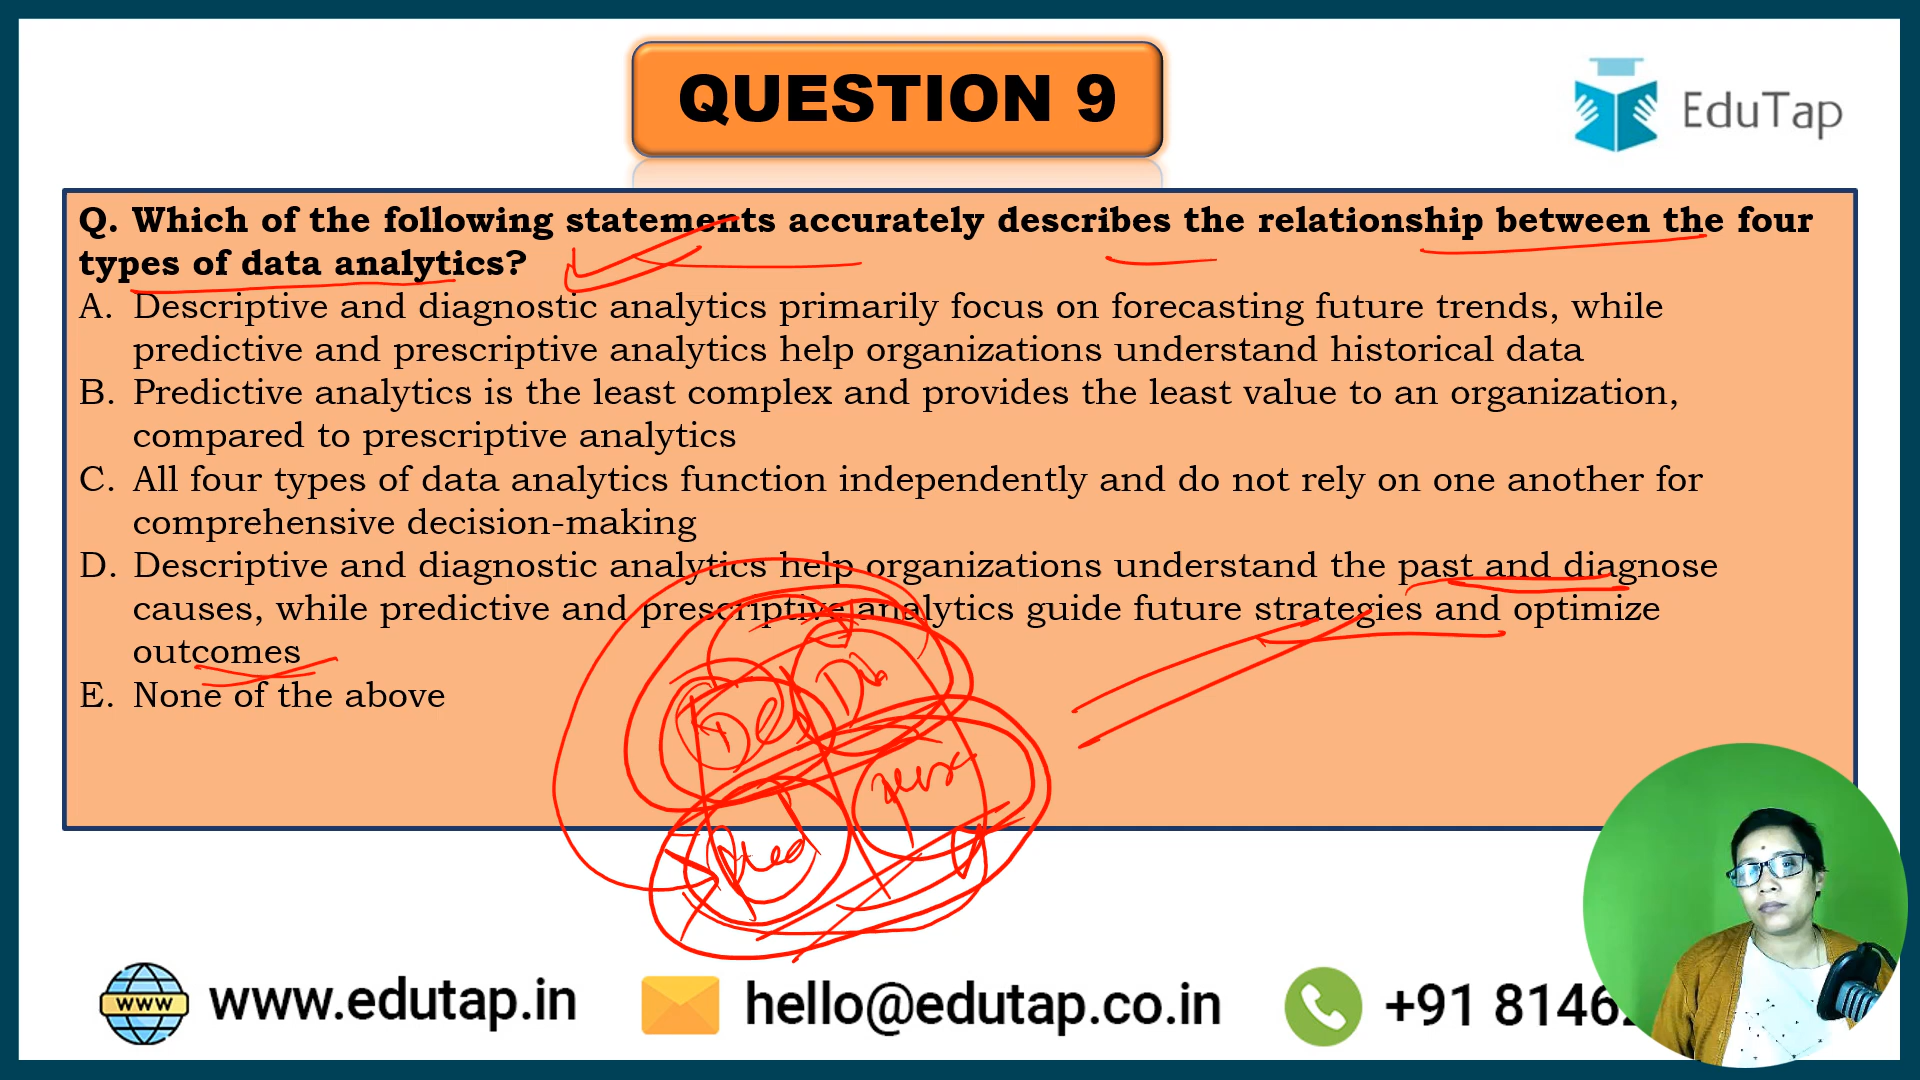 QUESTION 9
EduTap
Q. Which of the following statements accurately describes the relationship between the four
types of data analytics?
A. Descriptive and diagnostic analytics primarily focus on forecasting future trends, while
predictive and prescriptive analytics help organizations understand historical data
B. Predictive analytics is the least complex and provides the least value to an organization,
compared to prescriptive analytics
C. All four types of data analytics function independently and do not rely on one another for
comprehensive decision-making
D. Descriptive and diagnostic analytics help organizations understand the past and diagnose
causes, while predictive and prescriptive analytics guide future strategies and optimize
outcomes
E. None of the above
De
Dia
Pred
www
www.edutap.in
hello@edutap.co.in
+91 8146